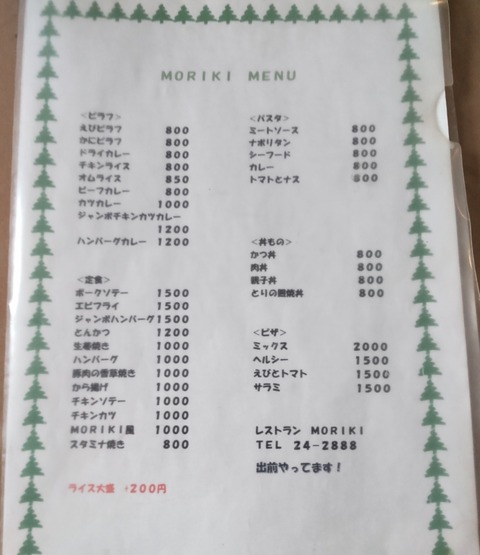 MORIKI MENU
<ピラフ>
えびピラフ 800
かにピラフ 800
ドライカレー 800
チキンライス 800
オムライス 850
ビーフカレー 800
カツカレー 1000
ジャンボチキンカツカレー
1200
ハンバーグカレー 1200
<定食>
ポークソテー 1500
エビフライ 1500
ジャンボハンバーグ1500
とんかつ 1200
生姜焼き 1000
ハンバーグ 1000
豚肉の香草焼き 1000
から揚げ 1000
チキンソテー 1000
チキンカツ 1000
MORIKI風 1000
スタミナ焼き 800
ライス大盛 +200円
<パスタ>
ミートソース 800
ナポリタン 800
シーフード 800
カレー 800
トマトとナス 800
<丼もの>
かつ丼 800
肉丼 800
親子丼 800
とりの照焼丼 800
<ピザ>
ミックス 2000
ヘルシー 1500
えびとトマト 1500
サラミ 1500
レストラン MORIKI
TEL 24-2888
出前やってます!